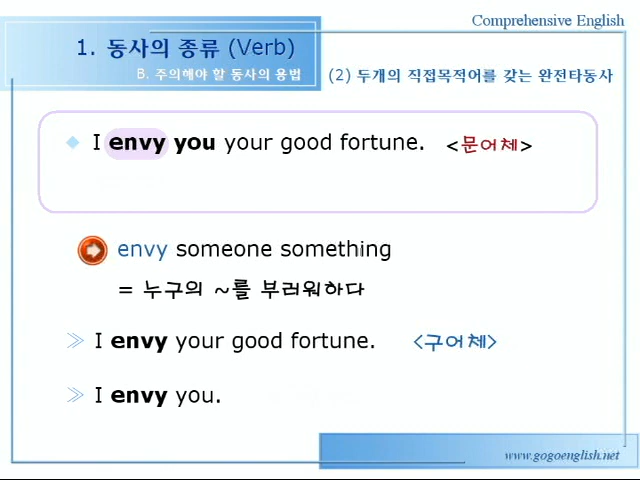 Comprehensive English
1. 동사의 종류 (Verb)
B. 주의해야 할 동사의 용법
(2) 두개의 직접목적어를 갖는 완전타동사
I envy you your good fortune. <문어체>
envy someone something
= 누구의 ~를 부러워하다
I envy your good fortune. <구어체>
I envy you.
www.gogoenglish.net